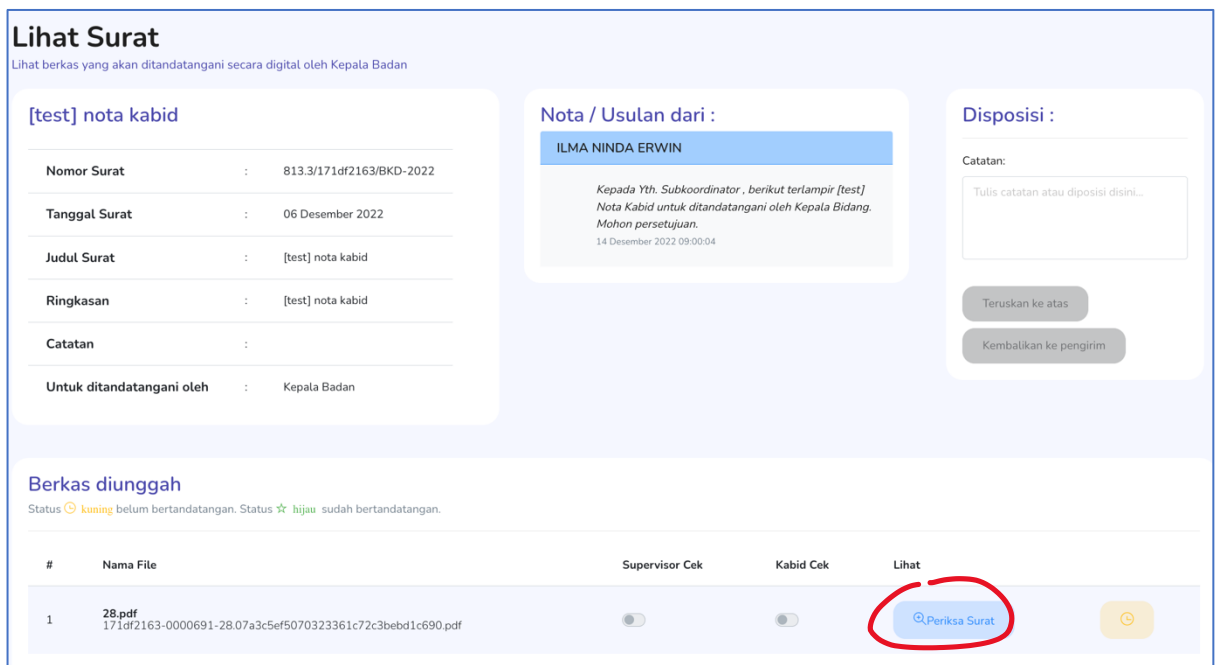 Lihat Surat
Lihat berkas yang akan ditandatangani secara digital oleh Kepala Badan
[test] nota kabid
Nomor Surat : 813.3/171df2163/BKD-2022
Tanggal Surat : 06 Desember 2022
Judul Surat : [test] nota kabid
Ringkasan : [test] nota kabid
Catatan :
Untuk ditandatangani oleh : Kepala Badan
Nota / Usulan dari :
ILMA NINDA ERWIN
Kepada Yth. Subkoordinator , berikut terlampir [test]
Nota Kabid untuk ditandatangani oleh Kepala Bidang.
Mohon persetujuan.
14 Desember 2022 09:00:04
Disposisi :
Catatan:
Tulis catatan atau diposisi disini...
Teruskan ke atas
Kembalikan ke pengirim
Berkas diunggah
Status kuning belum bertandatangan. Status hijau sudah bertandatangan.
# Nama File Supervisor Cek Kabid Cek Lihat
1 28.pdf
171df2163-0000691-28.07a3c5ef5070323361c72c3bebd1c690.pdf
Periksa Surat